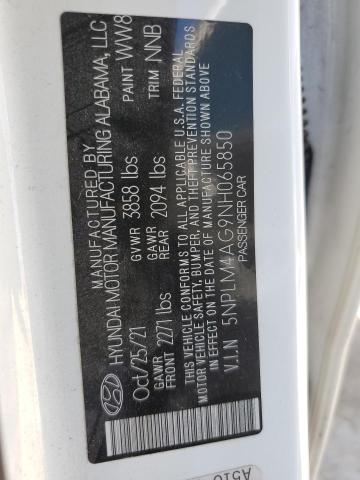 MANUFACTURED BY
HYUNDAI MOTOR MANUFACTURING ALABAMA, LLC
Oct/25/21 GVWR 3858 lbs PAINT WW8
GAWR FRONT 2271 lbs GAWR REAR 2094 lbs TRIM NNB
THIS VEHICLE CONFORMS TO ALL APPLICABLE U.S.A. FEDERAL
MOTOR VEHICLE SAFETY, BUMPER, AND THEFT PREVENTION STANDARDS
IN EFFECT ON THE DATE OF MANUFACTURE SHOWN ABOVE
V.I.N 5NPLM4AG9NH065850
PASSENGER CAR
A510